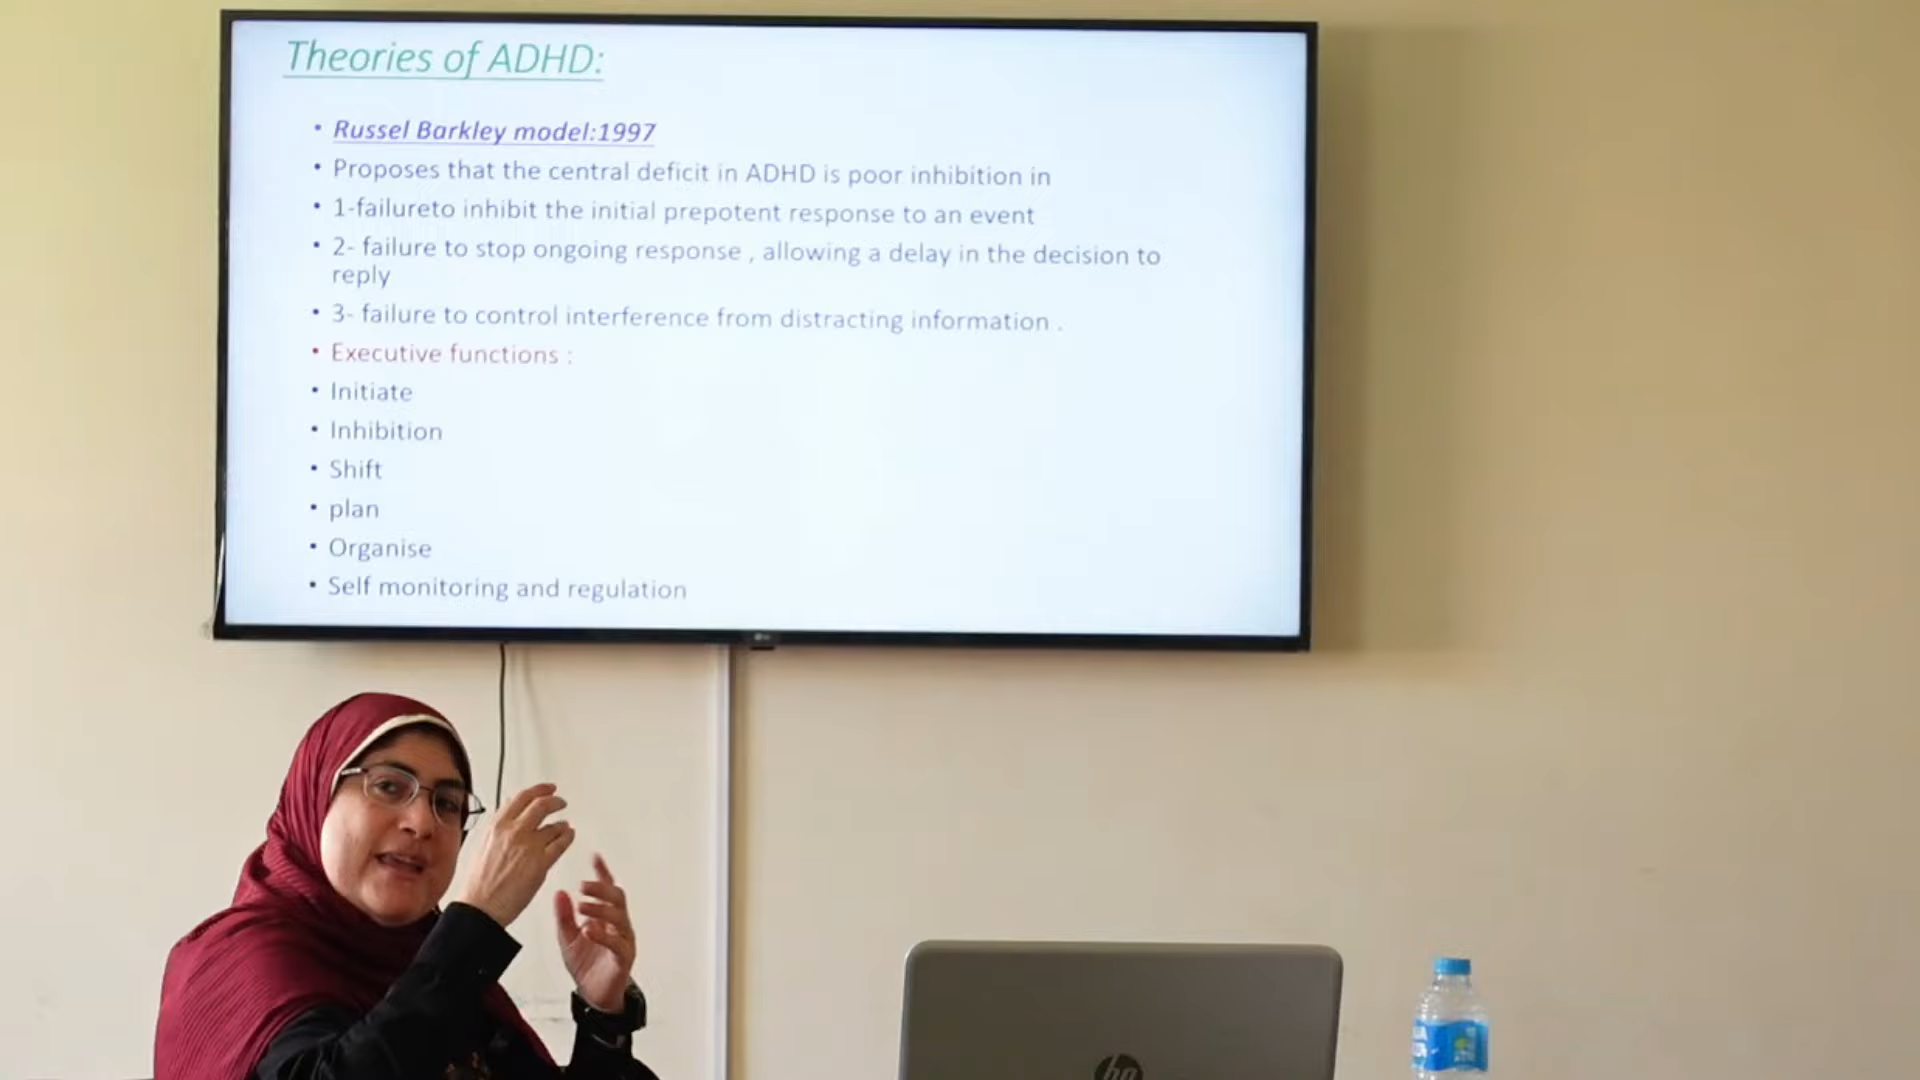 Theories of ADHD:
• Russel Barkley model:1997
• Proposes that the central deficit in ADHD is poor inhibition in
• 1-failureto inhibit the initial prepotent response to an event
• 2- failure to stop ongoing response , allowing a delay in the decision to
reply
• 3- failure to control interference from distracting information .
• Executive functions :
• Initiate
• Inhibition
• Shift
• plan
• Organise
• Self monitoring and regulation
hp